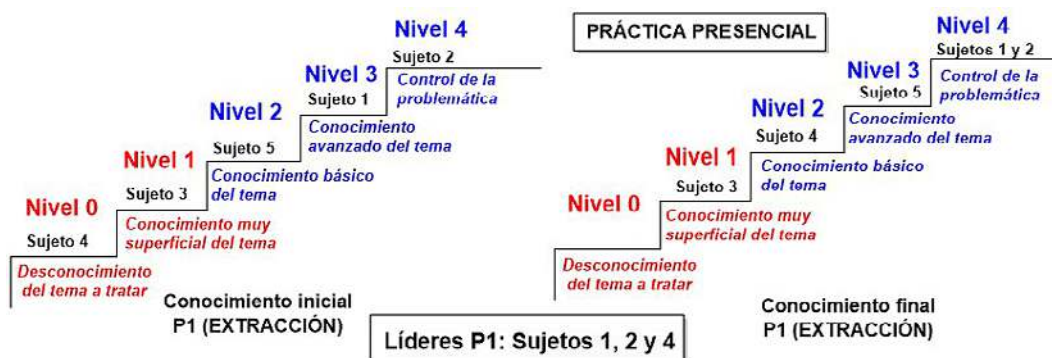 PRÁCTICA PRESENCIAL
Nivel 4
Sujeto 2
Control de la
problemática
Nivel 3
Sujeto 1
Conocimiento
avanzado del tema
Nivel 2
Sujeto 5
Conocimiento básico
del tema
Nivel 1
Sujeto 3
Conocimiento muy
superficial del tema
Nivel 0
Sujeto 4
Desconocimiento
del tema a tratar
Conocimiento inicial
P1 (EXTRACCIÓN)
Nivel 4
Sujetos 1 y 2
Control de la
problemática
Nivel 3
Sujeto 5
Conocimiento
avanzado del tema
Nivel 2
Sujeto 4
Conocimiento básico
del tema
Nivel 1
Sujeto 3
Conocimiento muy
superficial del tema
Nivel 0
Desconocimiento
del tema a tratar
Conocimiento final
P1 (EXTRACCIÓN)
Líderes P1: Sujetos 1, 2 y 4